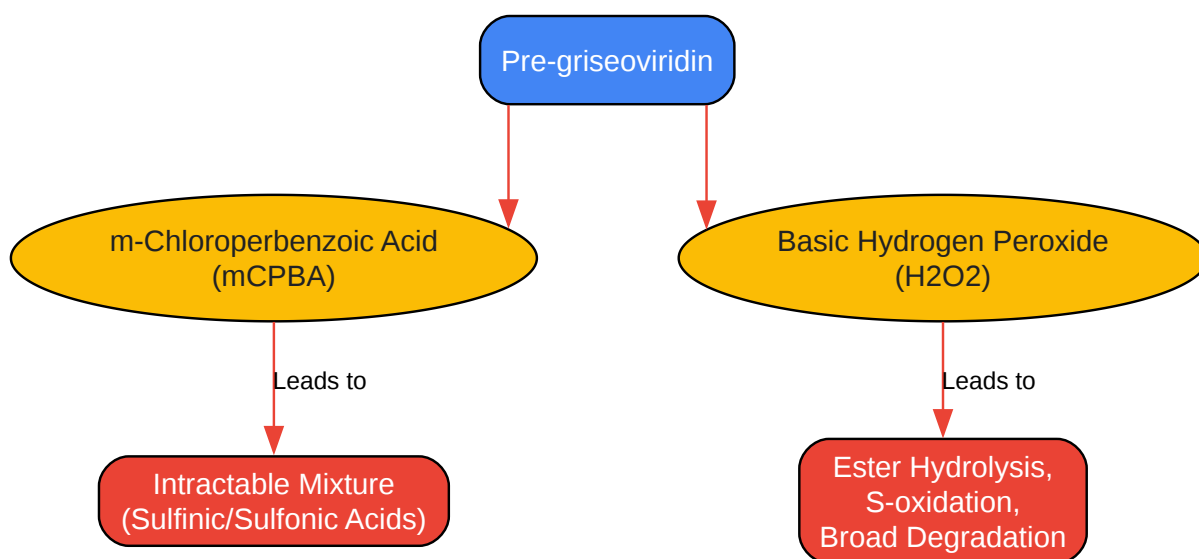 Pre-griseoviridin
m-Chloroperbenzoic Acid
(mCPBA)
Basic Hydrogen Peroxide
(H2O2)
Leads to
Leads to
Intractable Mixture
(Sulfinic/Sulfonic Acids)
Ester Hydrolysis,
S-oxidation,
Broad Degradation